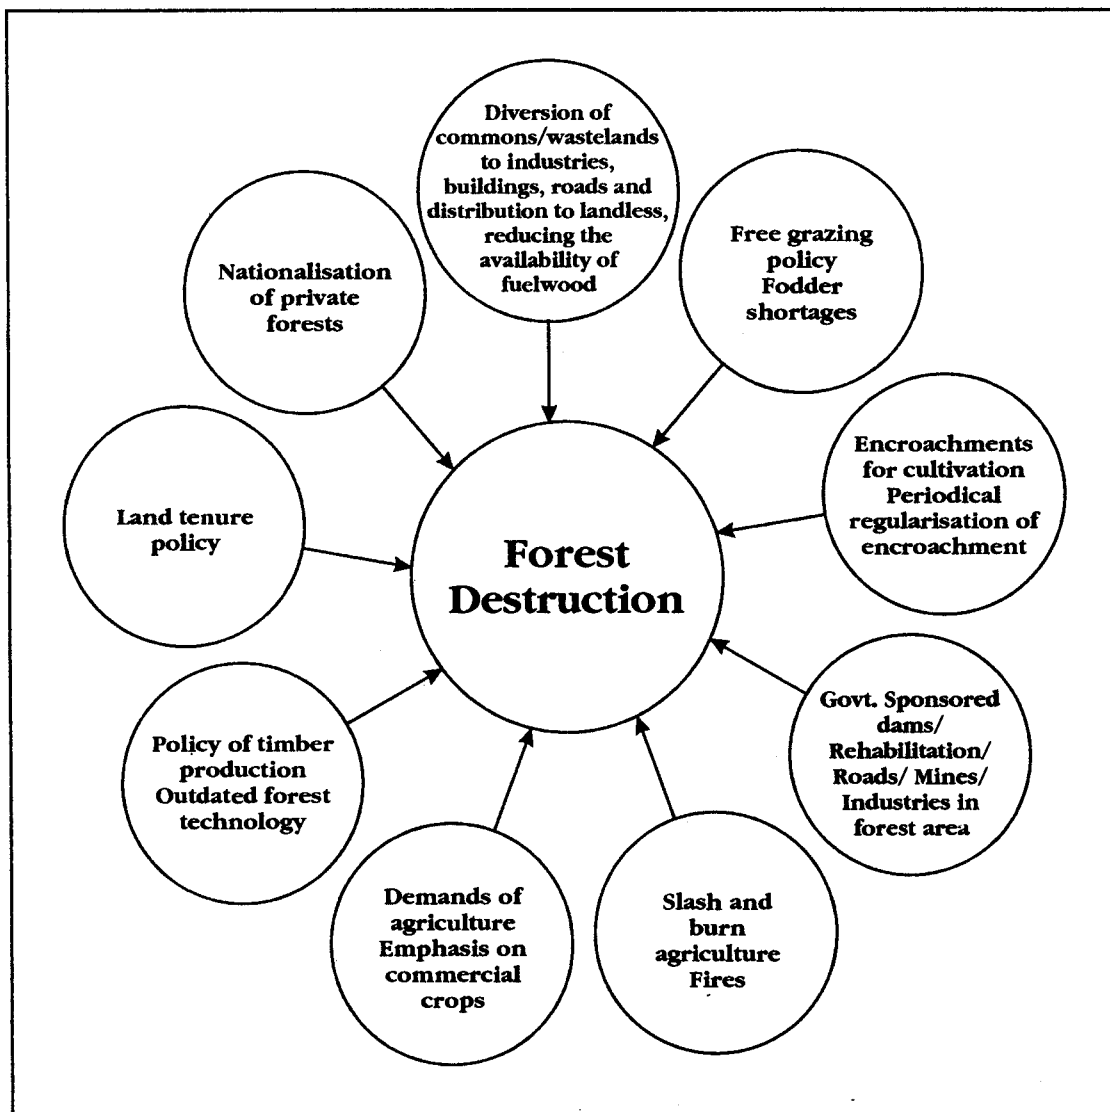 Diversion of
commons/wastelands
to industries,
buildings, roads and
distribution to landless,
reducing the
availability of
fuelwood
Free grazing
policy
Fodder
shortages
Encroachments
for cultivation
Periodical
regularisation of
encroachment
Govt. Sponsored
dams/
Rehabilitation/
Roads/ Mines/
Industries in
forest area
Slash and
burn
agriculture
Fires
Demands of
agriculture
Emphasis on
commercial
crops
Policy of timber
production
Outdated forest
technology
Land tenure
policy
Nationalisation
of private
forests
Forest
Destruction